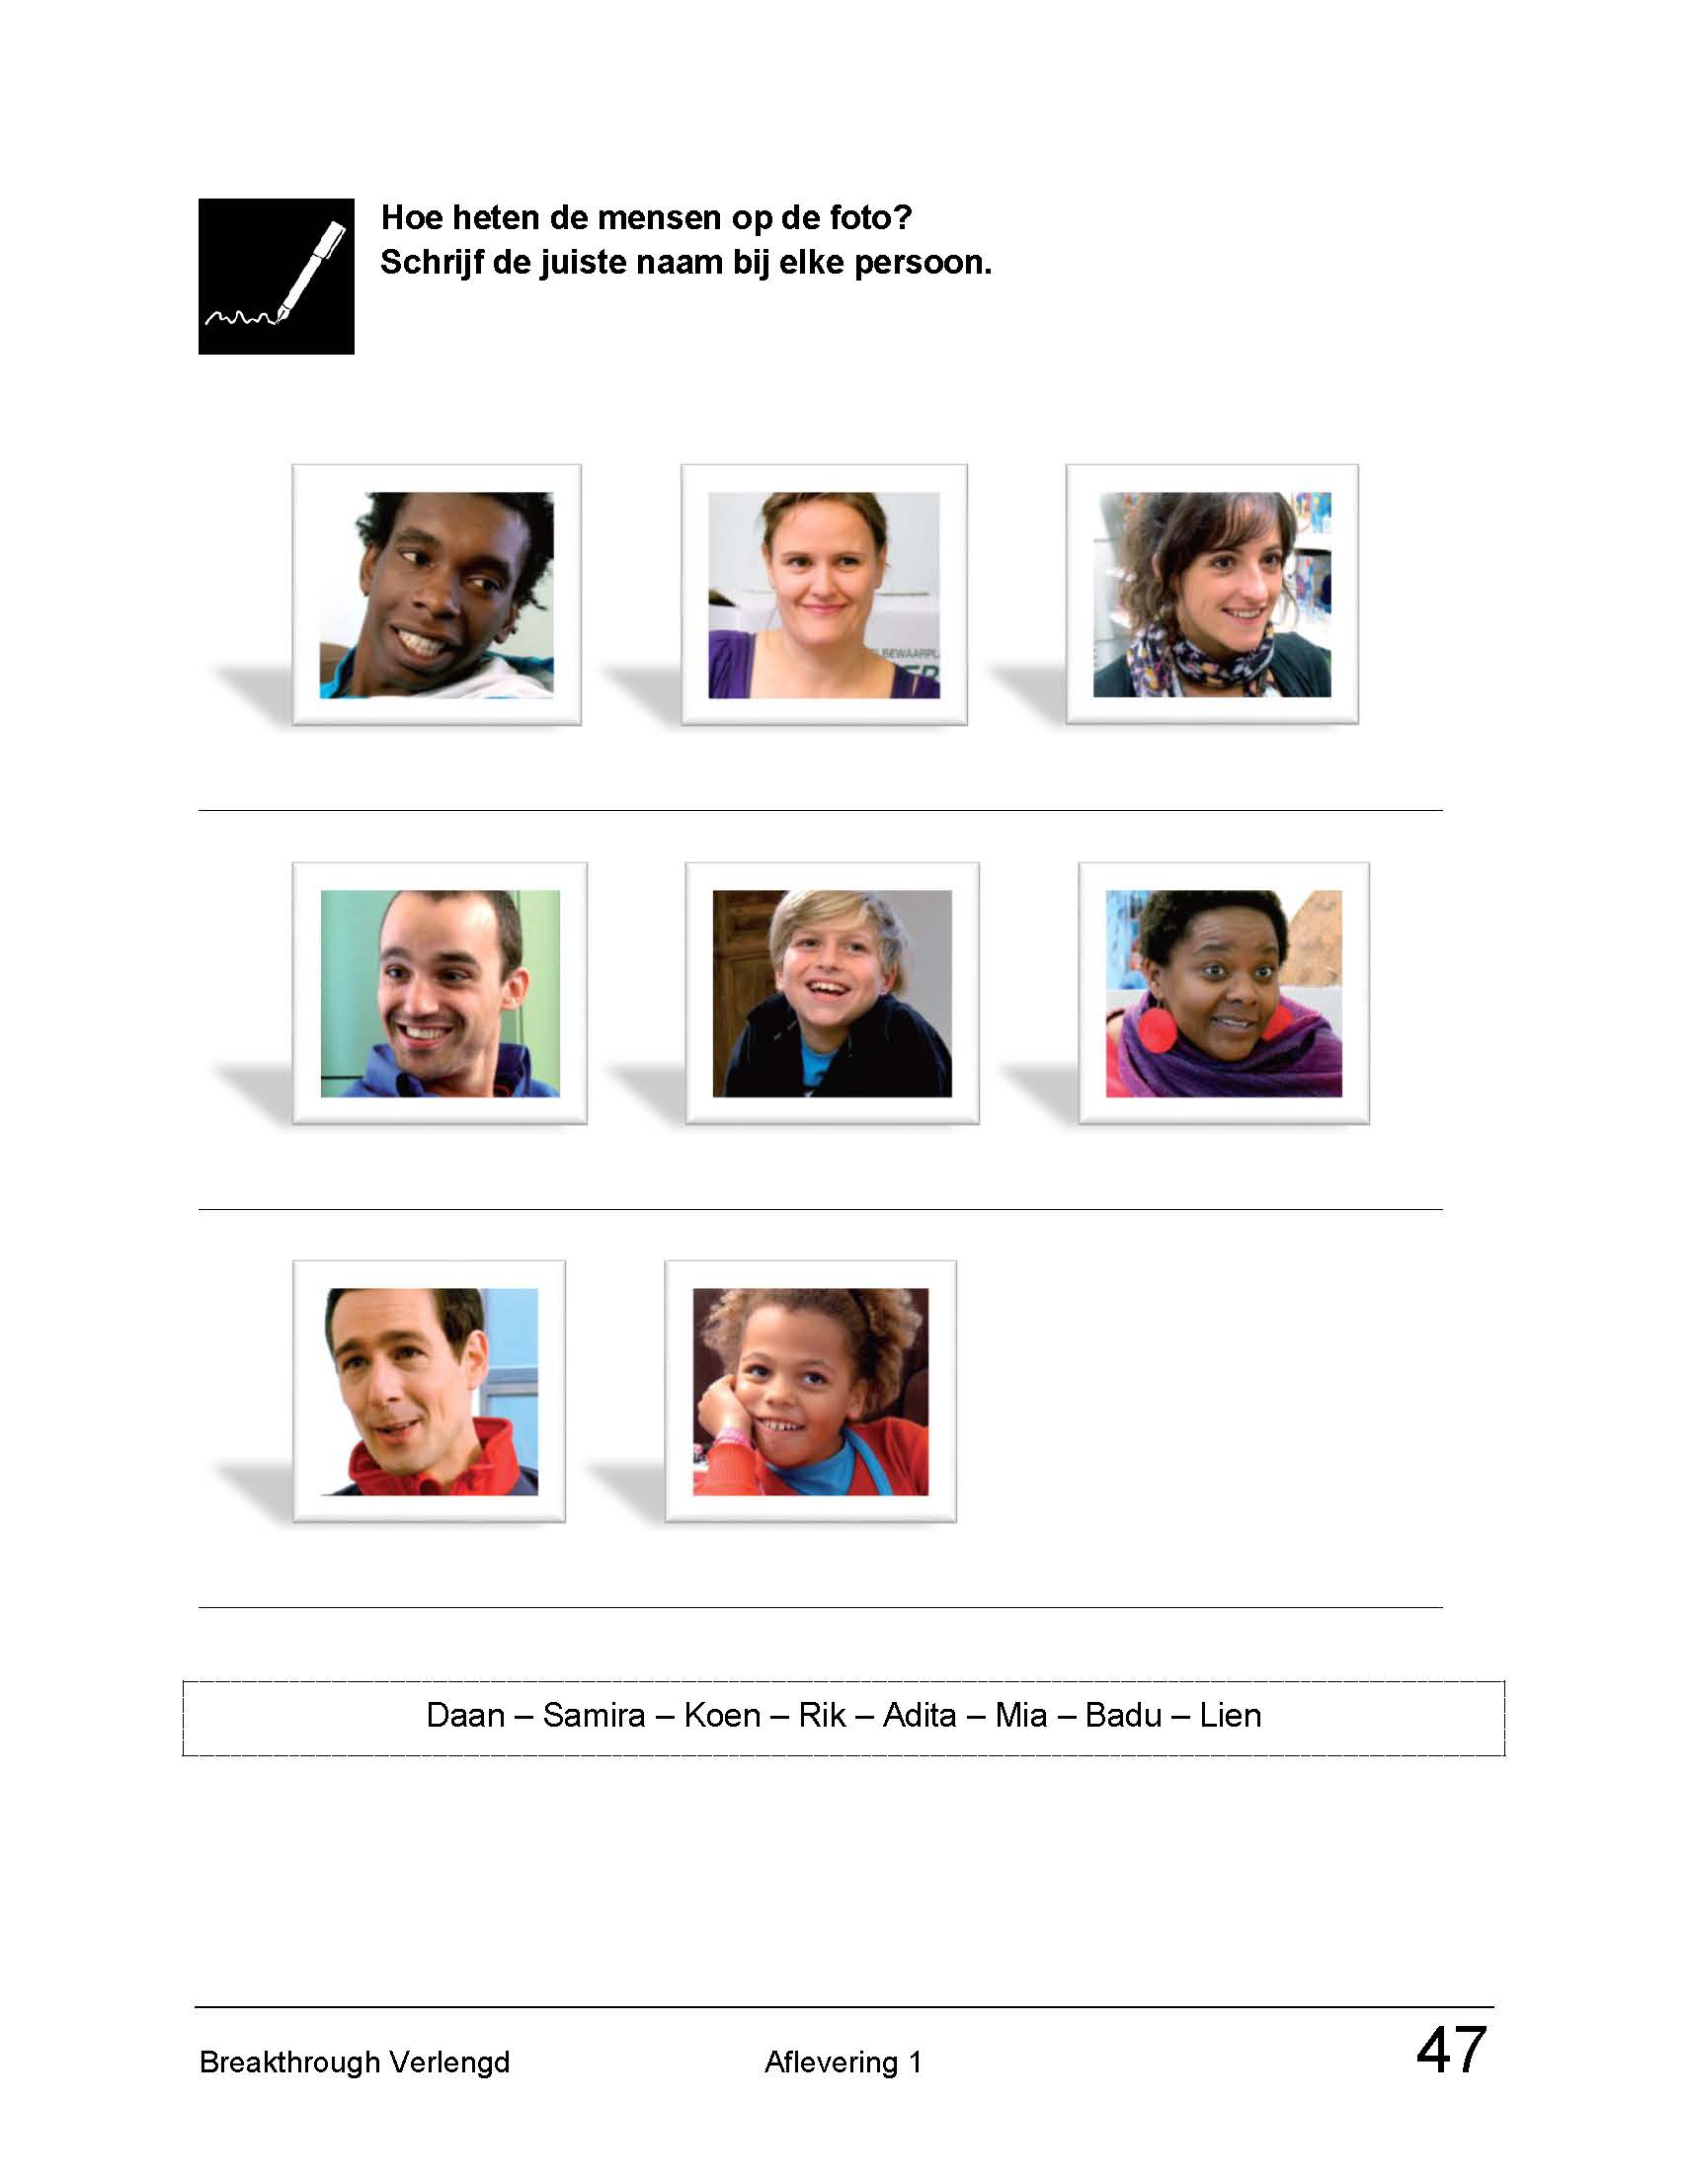 Hoe heten de mensen op de foto?
Schrijf de juiste naam bij elke persoon.
BEWAARPL
Daan – Samira – Koen – Rik – Adita – Mia – Badu – Lien
Breakthrough Verlengd Aflevering 1 47